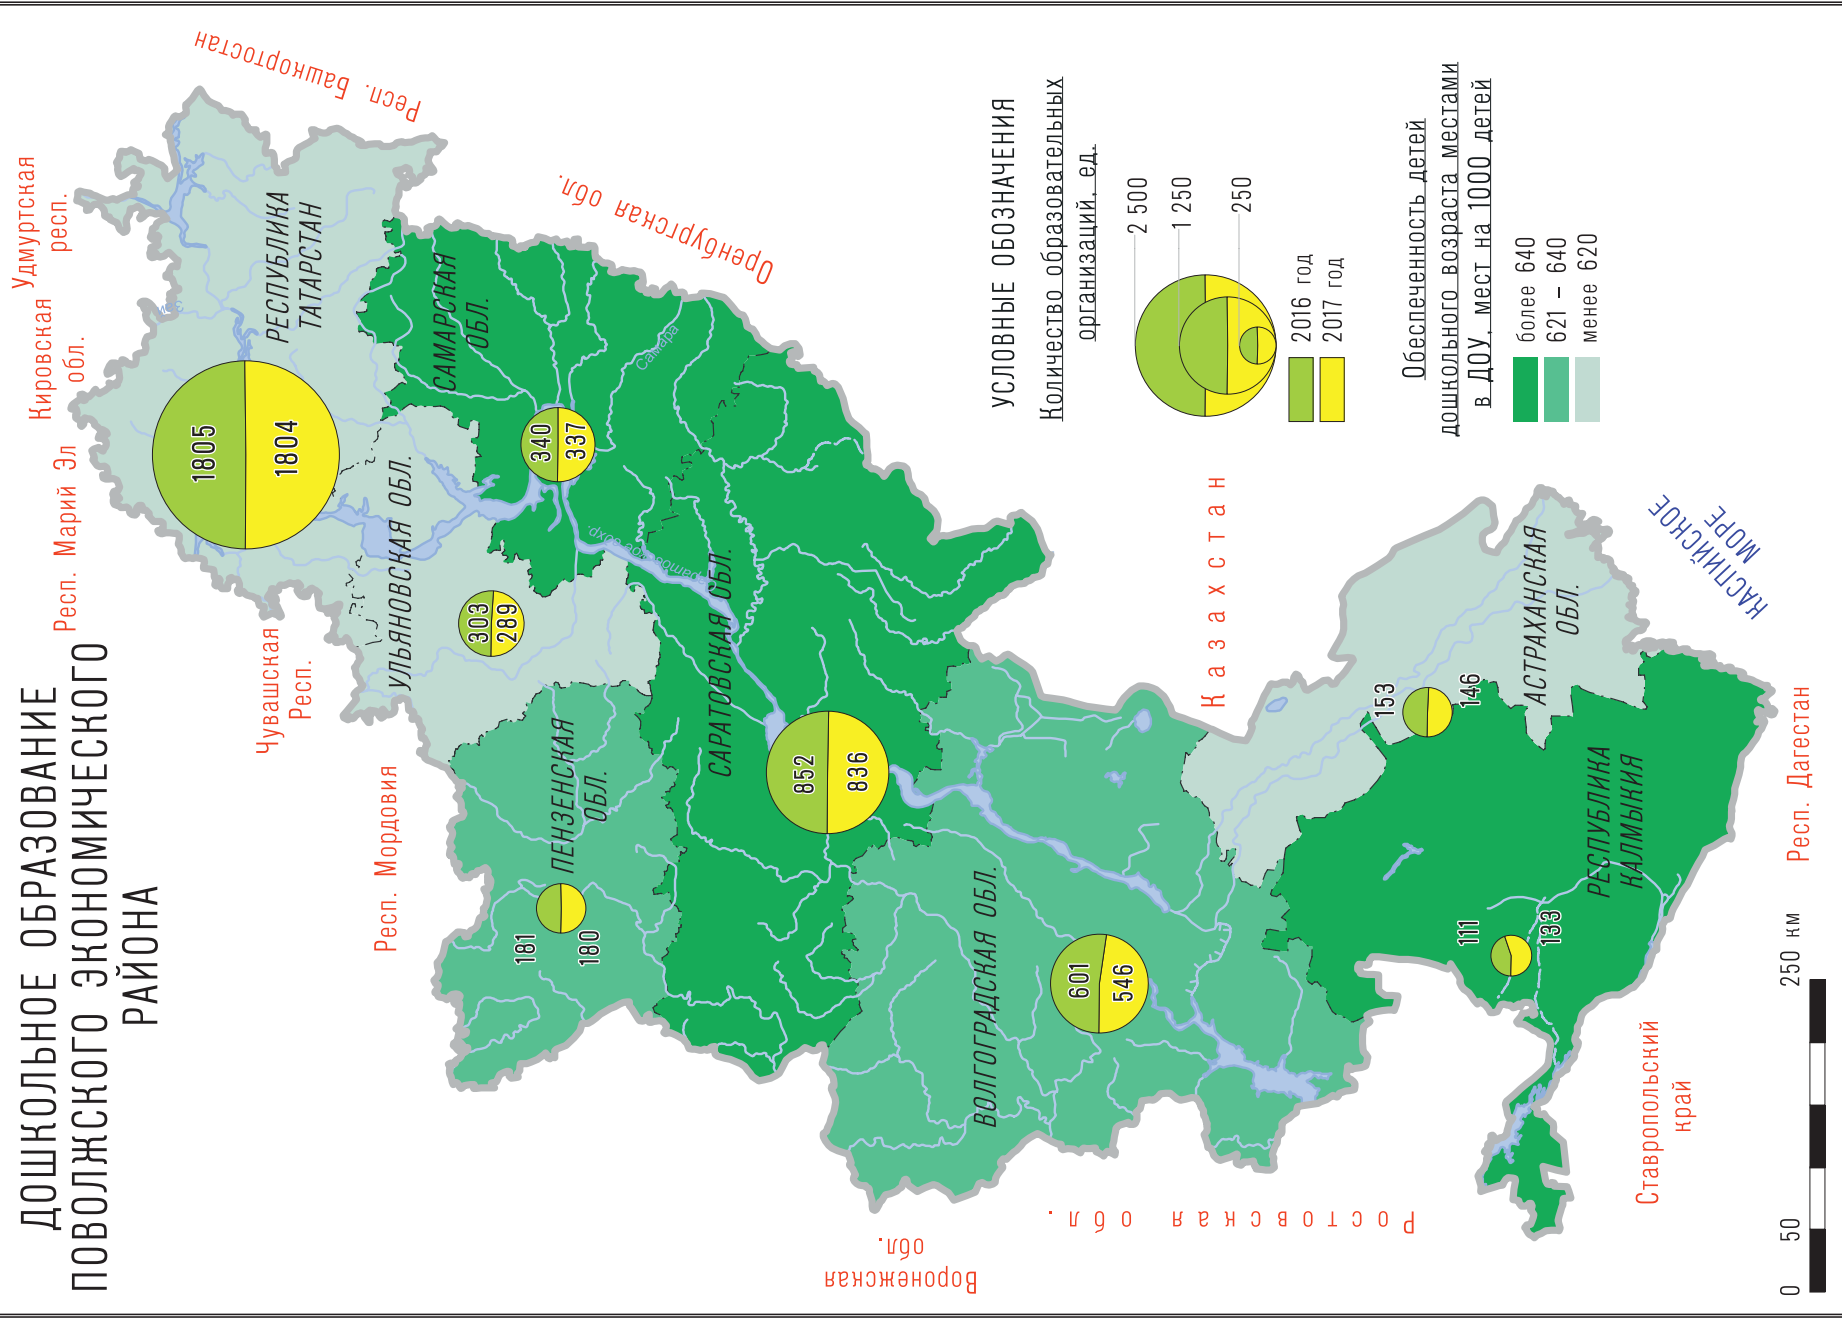 ДОШКОЛЬНОЕ ОБРАЗОВАНИЕ
ПОВОЛЖСКОГО ЭКОНОМИЧЕСКОГО
РАЙОНА
Респ. Башкортостан
Удмуртская
респ.
Кировская
обл.
Респ. Марий Эл
Чувашская
Респ.
Респ. Мордовия
Оренбургская обл.
Казахстан
КАСПИЙСКОЕ
МОРЕ
Респ. Дагестан
Ставропольский
край
Ростовская обл.
Воронежская
обл.
РЕСПУБЛИКА
ТАТАРСТАН
1805
1804
САМАРСКАЯ
ОБЛ.
340
337
Самара
УЛЬЯНОВСКАЯ ОБЛ.
303
289
ПЕНЗЕНСКАЯ
ОБЛ.
181
180
САРАТОВСКАЯ ОБЛ.
852
836
Саратовское вдхр.
ВОЛГОГРАДСКАЯ ОБЛ.
601
546
АСТРАХАНСКАЯ
ОБЛ.
153
146
РЕСПУБЛИКА
КАЛМЫКИЯ
111
133
УСЛОВНЫЕ ОБОЗНАЧЕНИЯ
Количество образовательных
организаций, ед.
2 500
1 250
250
2016 год
2017 год
Обеспеченность детей
дошкольного возраста местами
в ДОУ, мест на 1000 детей
более 640
621 – 640
менее 620
0 50 250 км